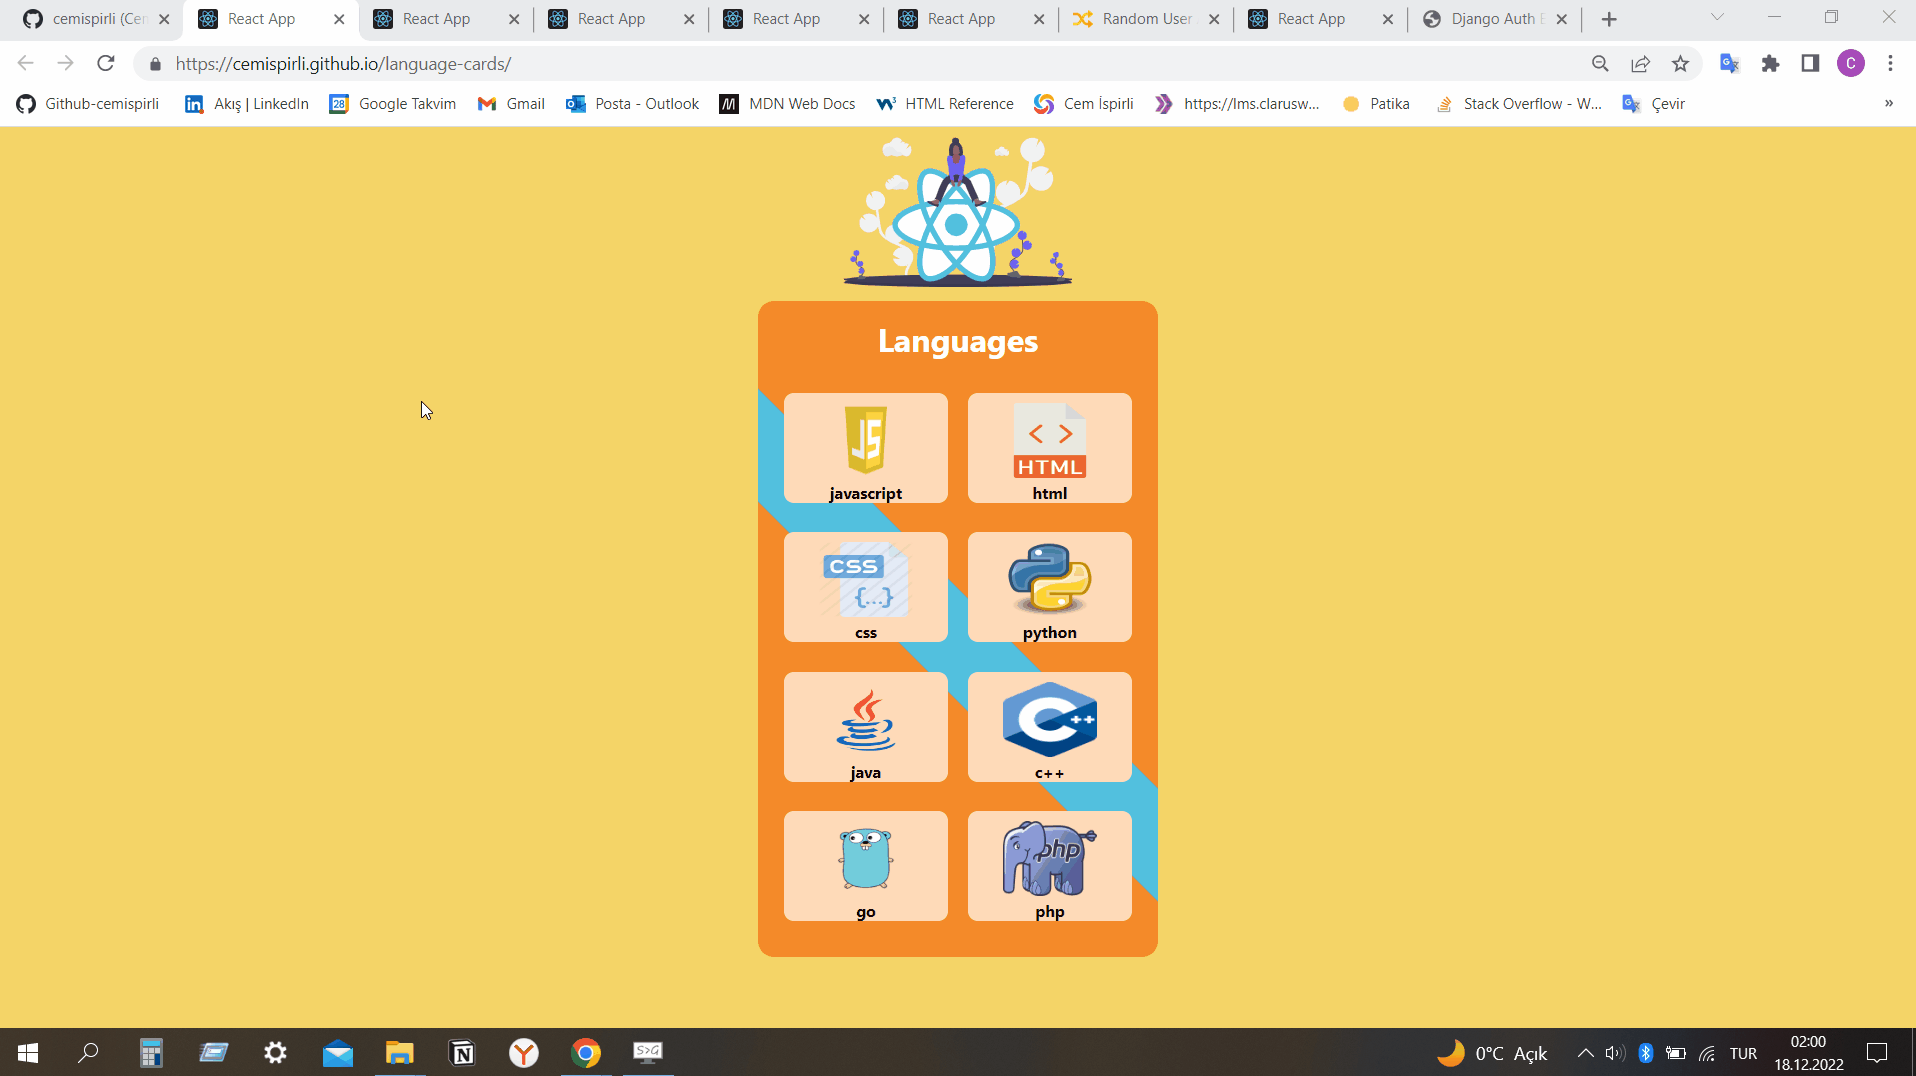 cemispirli (Cem
React App
React App
React App
React App
React App
Random User
React App
Django Auth
https://cemispirli.github.io/language-cards/
C
Github-cemispirli
Akış | LinkedIn
28
Google Takvim
Gmail
Posta - Outlook
MDN Web Docs
HTML Reference
Cem İspirli
https://lms.clarusw...
Patika
Stack Overflow - W...
Çevir
»
Languages
JS
javascript
< >
HTML
html
CSS
{...}
css
python
java
C++
c++
go
php
php
S>G
0°C Açık
TUR
02:00
18.12.2022